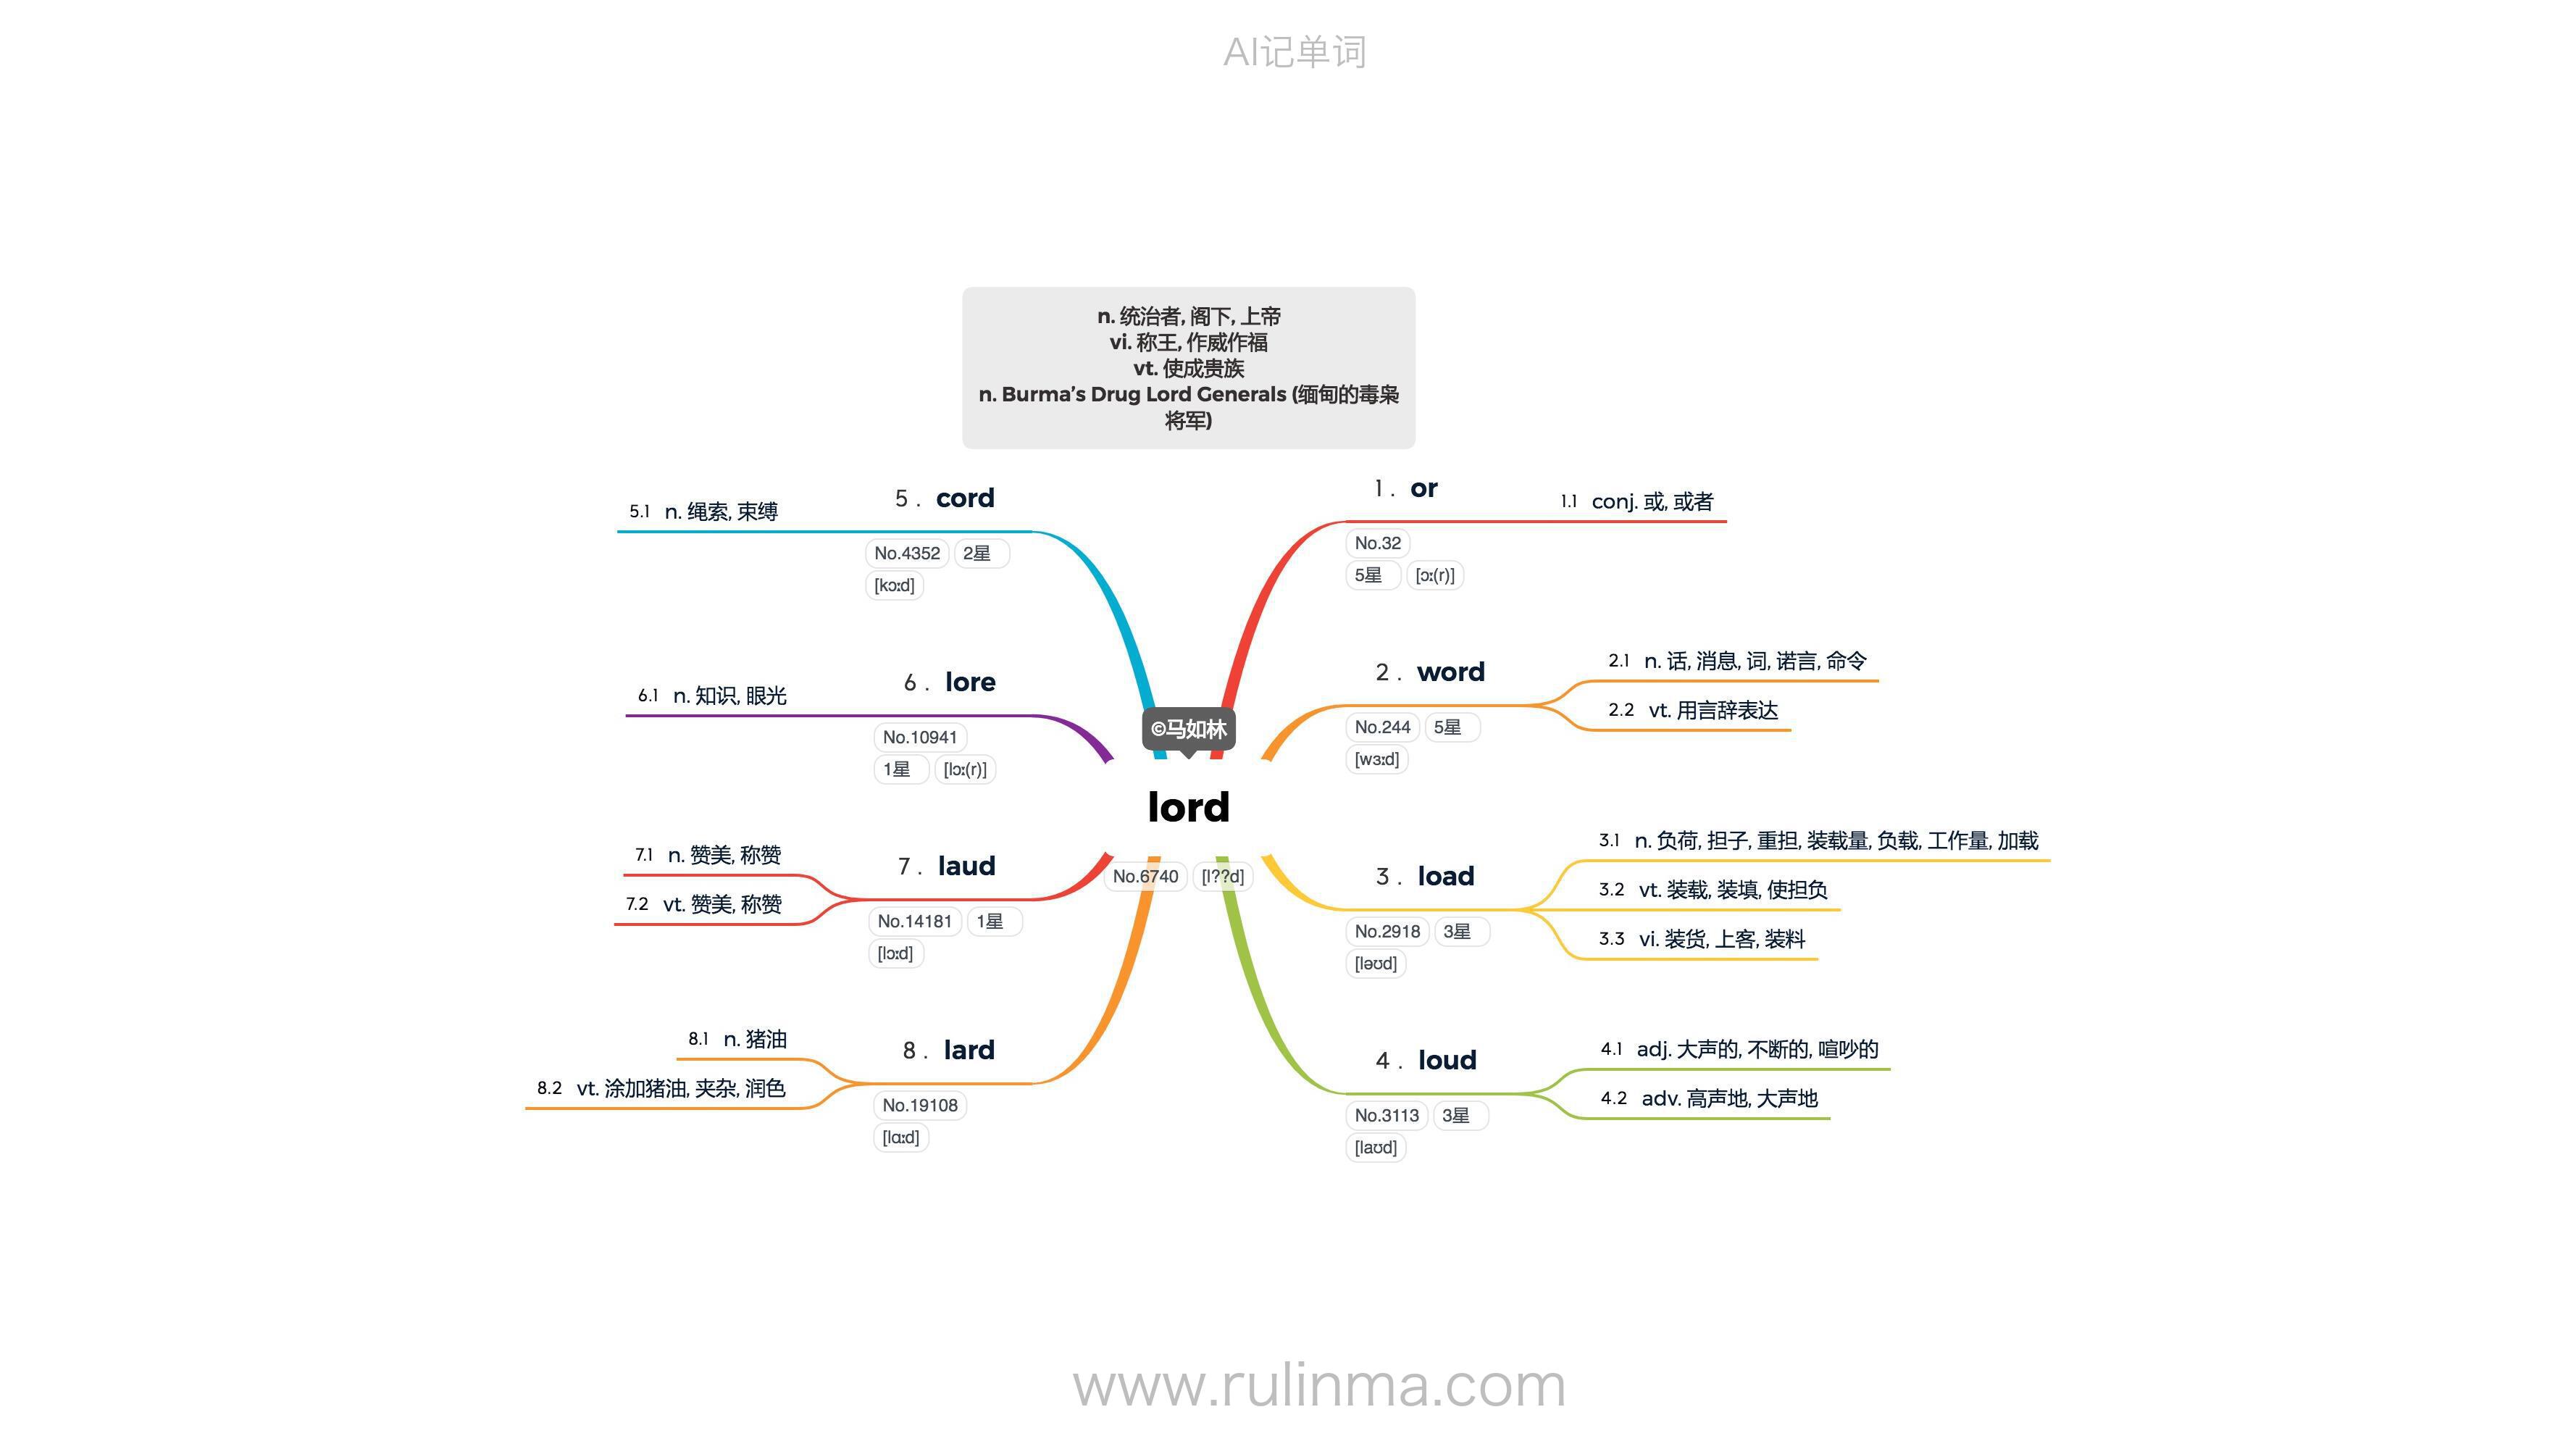 AI记单词
n. 统治者, 阁下, 上帝
vi. 称王, 作威作福
vt. 使成贵族
n. Burma’s Drug Lord Generals (缅甸的毒枭
将军)
©马如林
lord
No.6740 [l??d]
1 . or
No.32
5星 [ɔː(r)]
1.1 conj. 或, 或者
2 . word
No.244 5星
[wɜːd]
2.1 n. 话, 消息, 词, 诺言, 命令
2.2 vt. 用言辞表达
3 . load
No.2918 3星
[ləʊd]
3.1 n. 负荷, 担子, 重担, 装载量, 负载, 工作量, 加载
3.2 vt. 装载, 装填, 使担负
3.3 vi. 装货, 上客, 装料
4 . loud
No.3113 3星
[laʊd]
4.1 adj. 大声的, 不断的, 喧吵的
4.2 adv. 高声地, 大声地
5 . cord
No.4352 2星
[kɔːd]
5.1 n. 绳索, 束缚
6 . lore
No.10941
1星 [lɔː(r)]
6.1 n. 知识, 眼光
7 . laud
No.14181 1星
[lɔːd]
7.1 n. 赞美, 称赞
7.2 vt. 赞美, 称赞
8 . lard
No.19108
[lɑːd]
8.1 n. 猪油
8.2 vt. 涂加猪油, 夹杂, 润色
www.rulinma.com